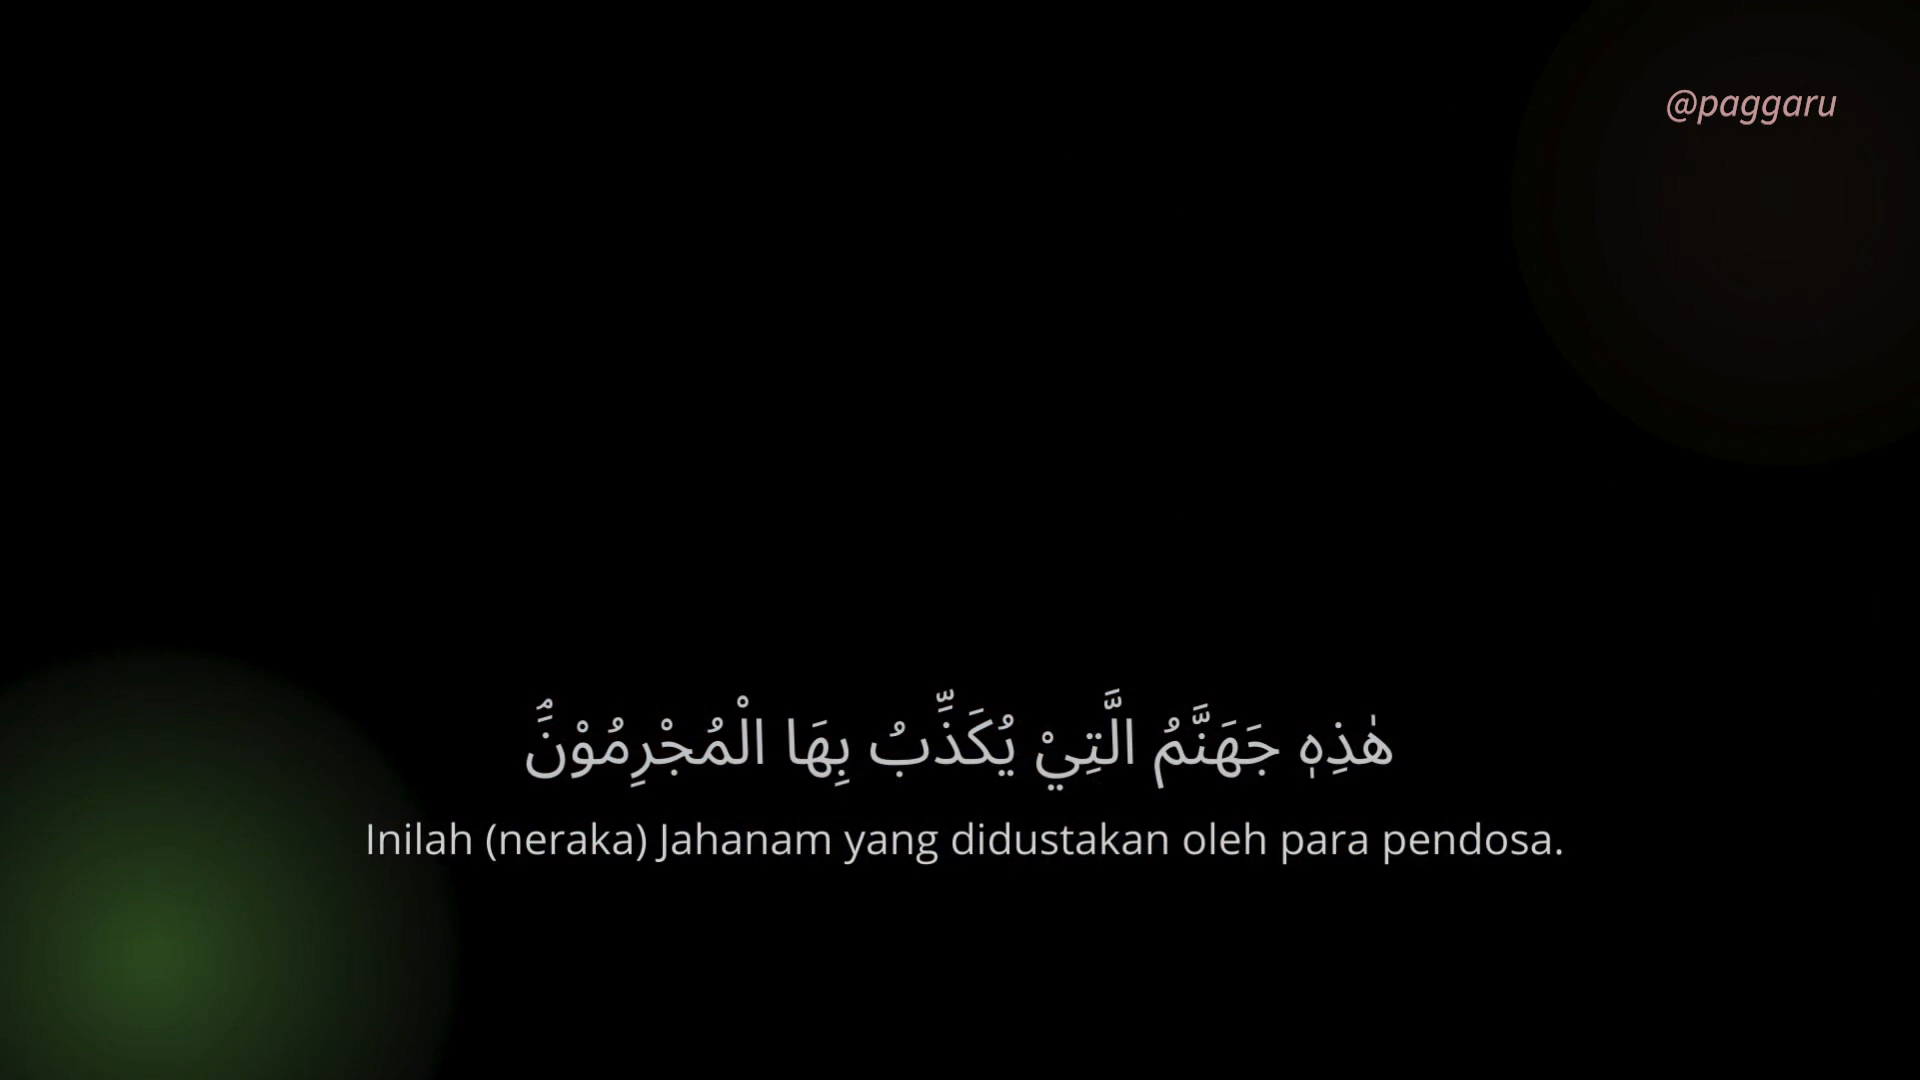 @paggaru
هٰذِهٖ جَهَنَّمُ الَّتِيْ يُكَذِّبُ بِهَا الْمُجْرِمُوْنَۘ
Inilah (neraka) Jahanam yang didustakan oleh para pendosa.